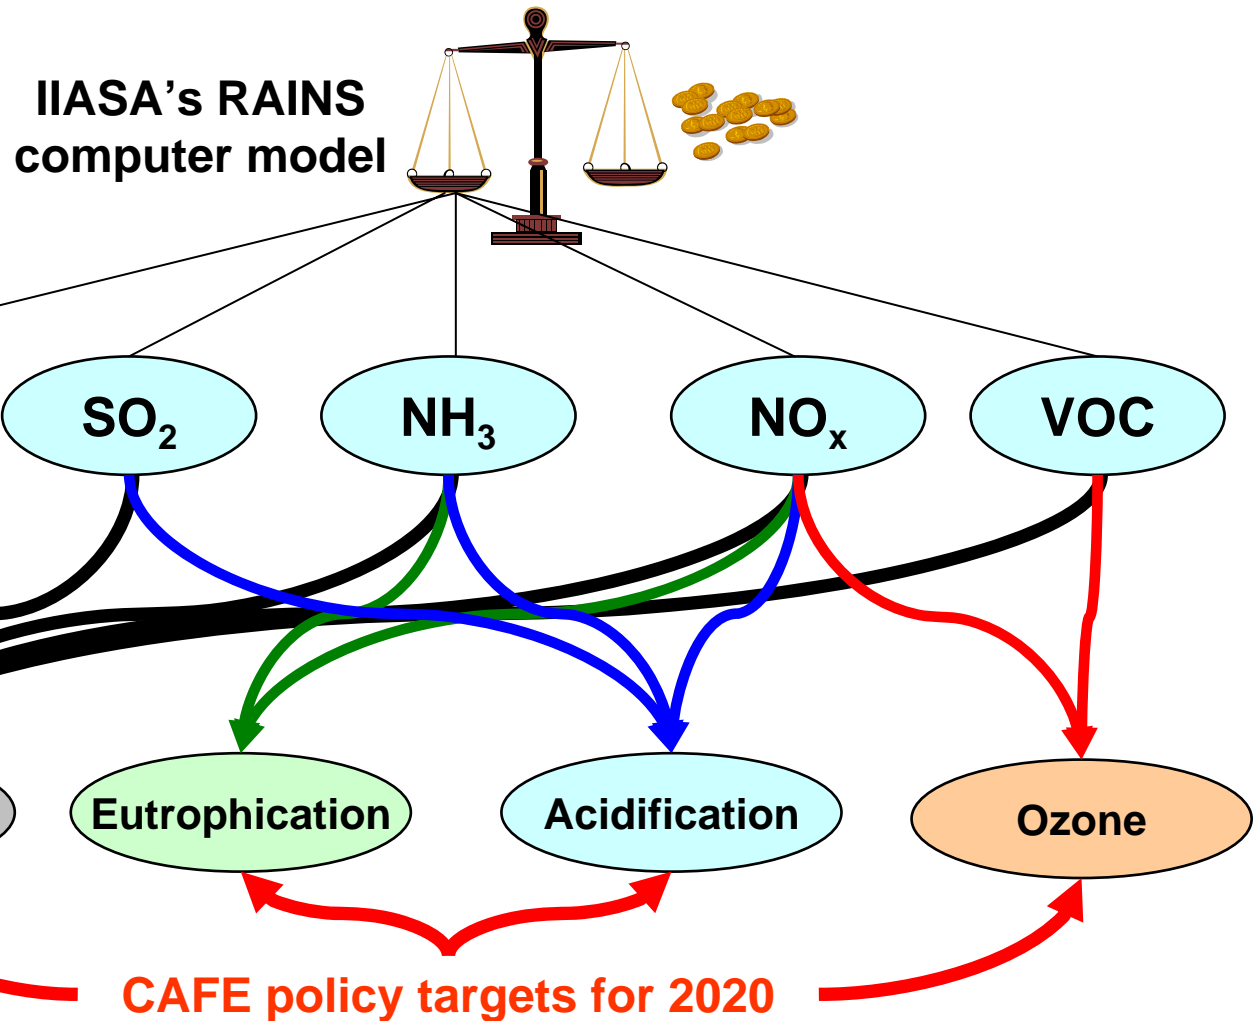 IIASA's RAINS
computer model
SO₂
NH₃
NOₓ
VOC
Eutrophication
Acidification
Ozone
CAFE policy targets for 2020